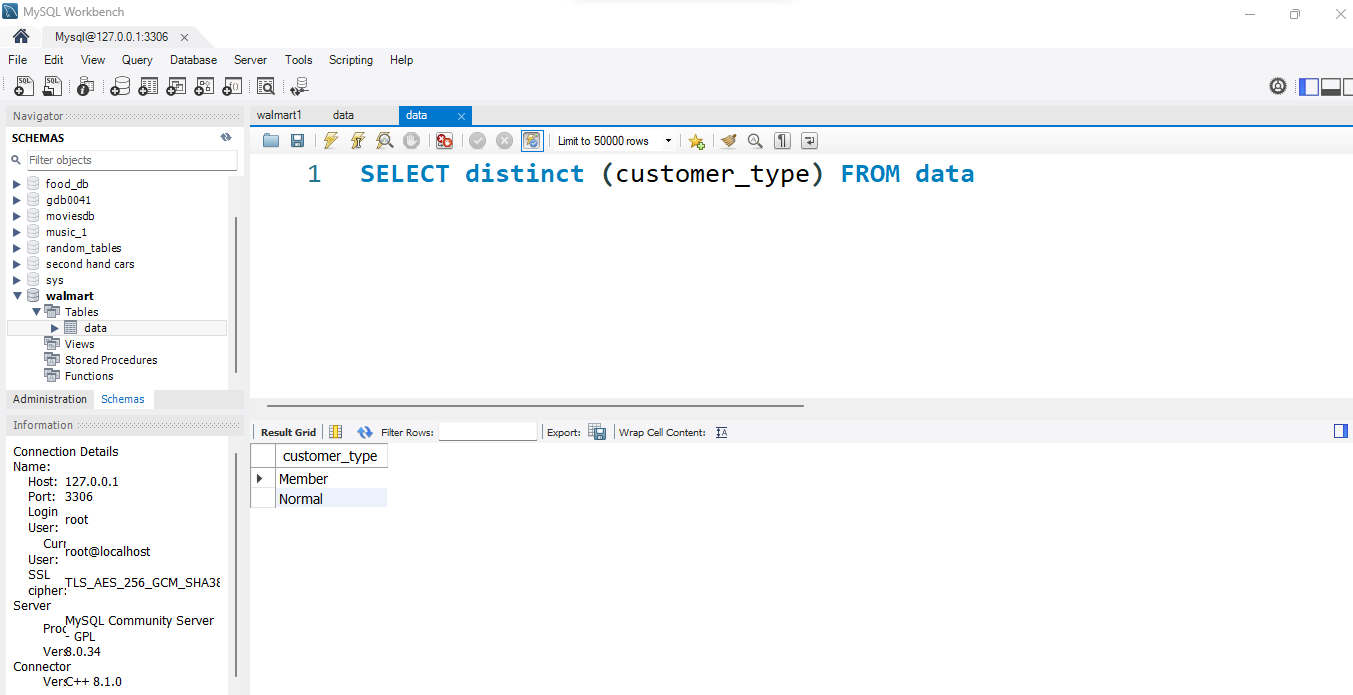 MySQL Workbench
Mysql@127.0.0.1:3306
File Edit View Query Database Server Tools Scripting Help
Navigator
SCHEMAS
Filter objects
food_db
gdb0041
moviesdb
music_1
random_tables
second hand cars
sys
walmart
Tables
data
Views
Stored Procedures
Functions
Administration Schemas
Information
Connection Details
Name:
Host: 127.0.0.1
Port: 3306
Login
User: root
Curr
User: root@localhost
SSL
cipher: TLS_AES_256_GCM_SHA38
Server
Proc MySQL Community Server
- GPL
Vers 8.0.34
Connector
Vers C++ 8.1.0
walmart1 data data
Limit to 50000 rows
1 SELECT distinct (customer_type) FROM data
Result Grid Filter Rows: Export: Wrap Cell Content:
customer_type
Member
Normal